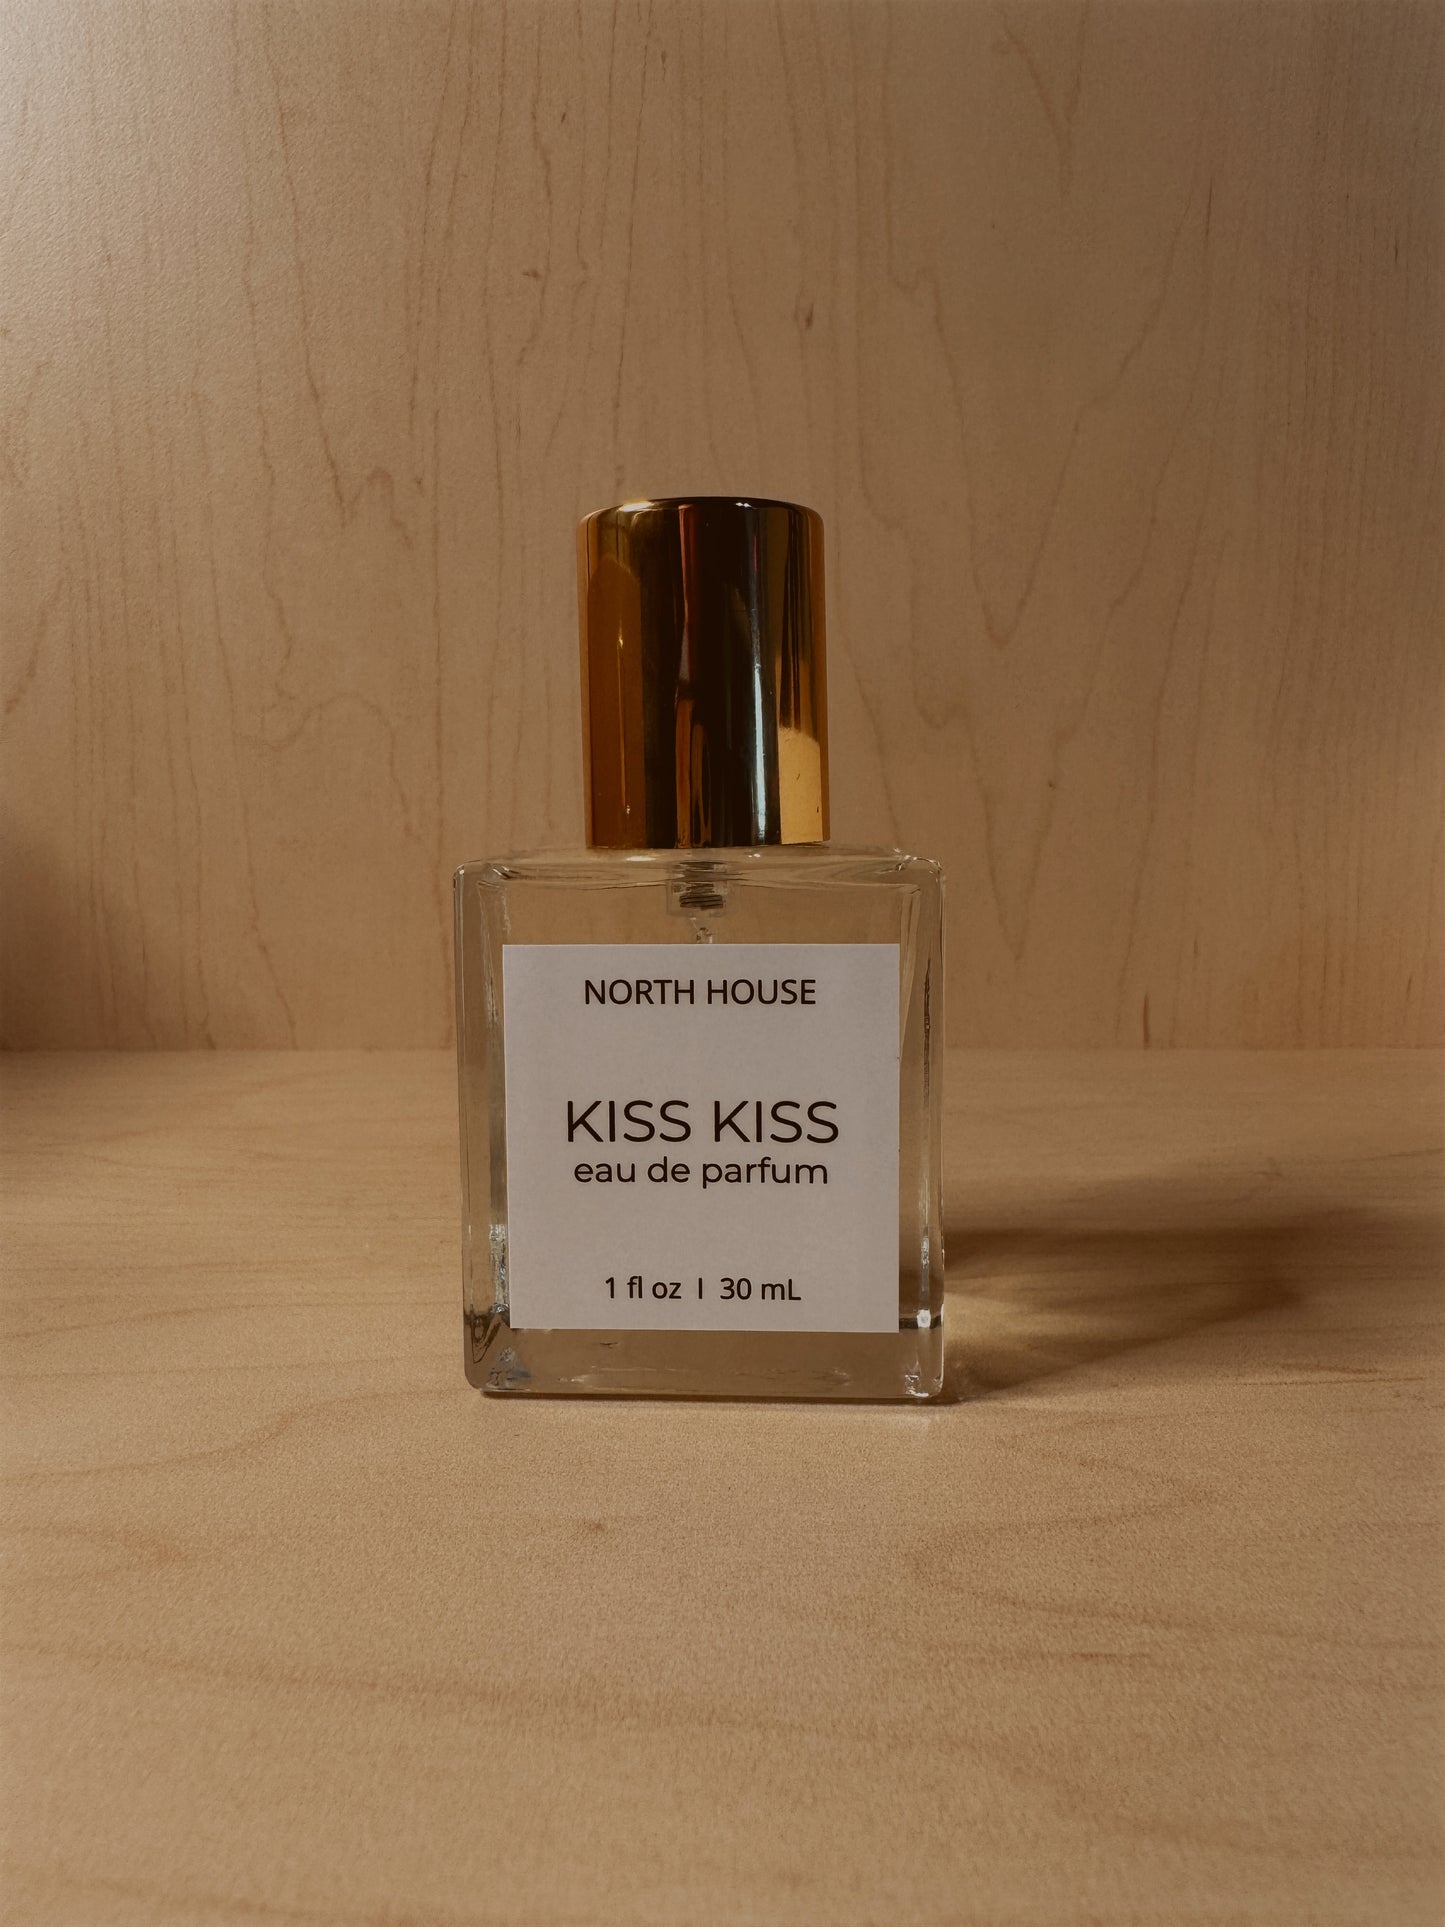 NORTH HOUSE
KISS KISS
eau de parfum
1 fl oz | 30 mL